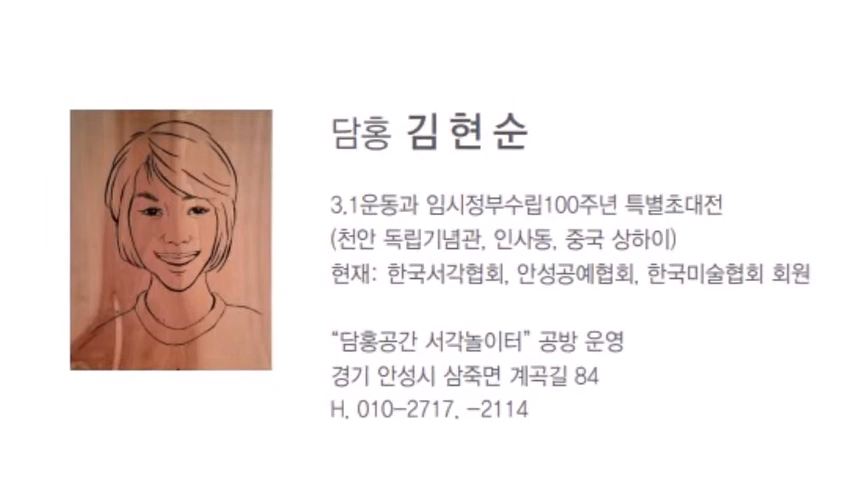 담홍 김현순
3.1운동과 임시정부수립100주년 특별초대전
(천안 독립기념관, 인사동, 중국 상하이)
현재: 한국서각협회, 안성공예협회, 한국미술협회 회원
“담홍공간 서각놀이터” 공방 운영
경기 안성시 삼죽면 계곡길 84
H. 010-2717. -2114